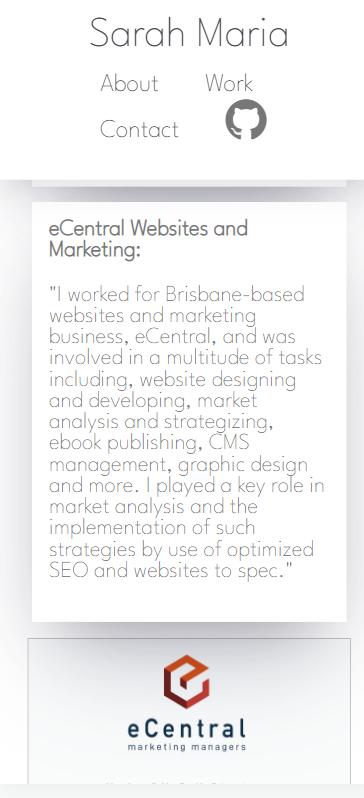 Sarah Maria
About Work
Contact
eCentral Websites and
Marketing:
"I worked for Brisbane-based
websites and marketing
business, eCentral, and was
involved in a multitude of tasks
including, website designing
and developing, market
analysis and strategizing,
ebook publishing, CMS
management, graphic design
and more. I played a key role in
market analysis and the
implementation of such
strategies by use of optimized
SEO and websites to spec."
eCentral
marketing managers